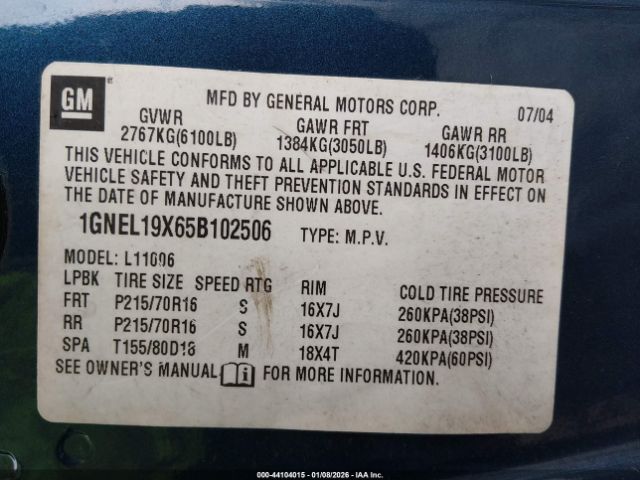 GM
MFD BY GENERAL MOTORS CORP. 07/04
GVWR GAWR FRT GAWR RR
2767KG(6100LB) 1384KG(3050LB) 1406KG(3100LB)
THIS VEHICLE CONFORMS TO ALL APPLICABLE U.S. FEDERAL MOTOR
VEHICLE SAFETY AND THEFT PREVENTION STANDARDS IN EFFECT ON
THE DATE OF MANUFACTURE SHOWN ABOVE.
1GNEL19X65B102506 TYPE: M.P.V.
MODEL: L11006
LPBK TIRE SIZE SPEED RTG RIM COLD TIRE PRESSURE
FRT P215/70R16 S 16X7J 260KPA(38PSI)
RR P215/70R16 S 16X7J 260KPA(38PSI)
SPA T155/80D18 M 18X4T 420KPA(60PSI)
SEE OWNER'S MANUAL i FOR MORE INFORMATION.
000-44104015 - 01/08/2026 - IAA Inc.